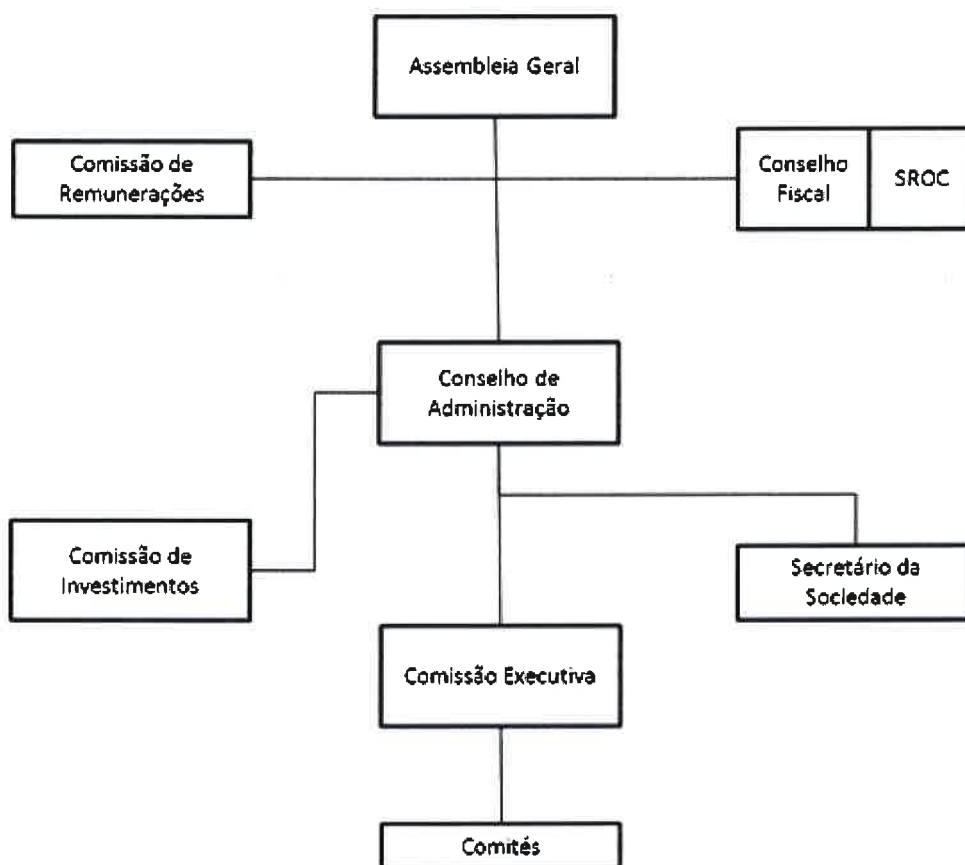 Assembleia Geral
Comissão de
Remunerações
Conselho
Fiscal
SROC
Conselho de
Administração
Comissão de
Investimentos
Secretário da
Sociedade
Comissão Executiva
Comités